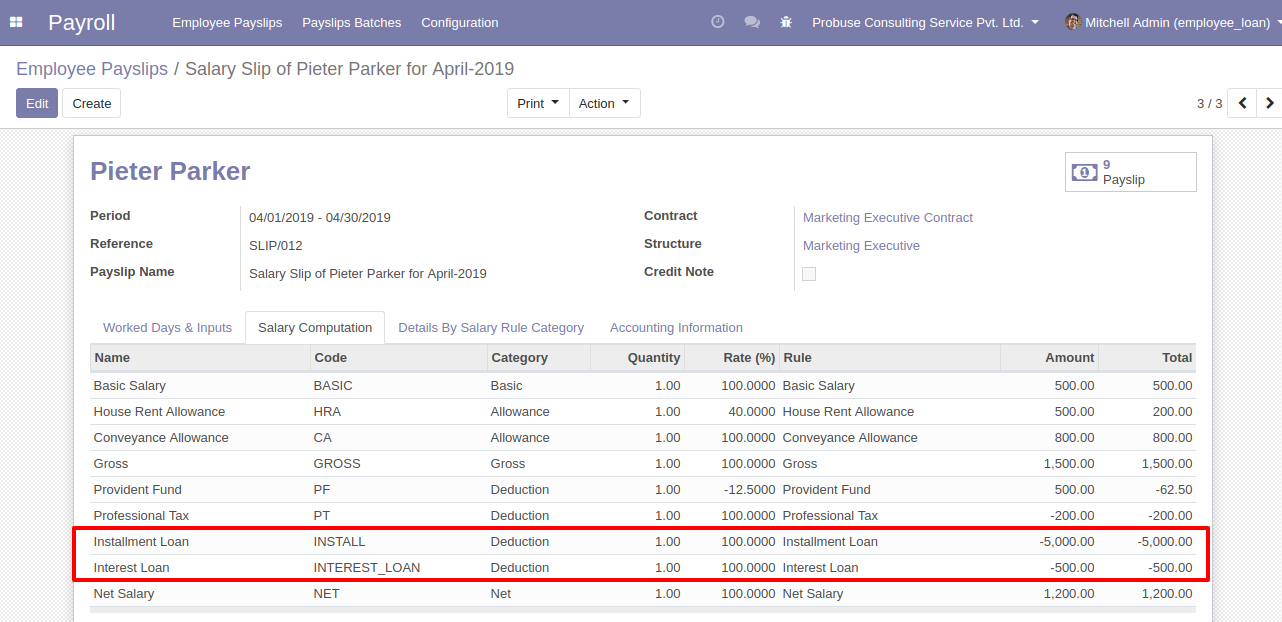 Payroll Employee Payslips Payslips Batches Configuration Probuse Consulting Service Pvt. Ltd. Mitchell Admin (employee_loan)
Employee Payslips / Salary Slip of Pieter Parker for April-2019
Edit Create Print Action 3 / 3
Pieter Parker
1 9
Payslip
Period 04/01/2019 - 04/30/2019 Contract Marketing Executive Contract
Reference SLIP/012 Structure Marketing Executive
Payslip Name Salary Slip of Pieter Parker for April-2019 Credit Note
Worked Days & Inputs Salary Computation Details By Salary Rule Category Accounting Information
Name Code Category Quantity Rate (%) Rule Amount Total
Basic Salary BASIC Basic 1.00 100.0000 Basic Salary 500.00 500.00
House Rent Allowance HRA Allowance 1.00 40.0000 House Rent Allowance 500.00 200.00
Conveyance Allowance CA Allowance 1.00 100.0000 Conveyance Allowance 800.00 800.00
Gross GROSS Gross 1.00 100.0000 Gross 1,500.00 1,500.00
Provident Fund PF Deduction 1.00 -12.5000 Provident Fund 500.00 -62.50
Professional Tax PT Deduction 1.00 100.0000 Professional Tax -200.00 -200.00
Installment Loan INSTALL Deduction 1.00 100.0000 Installment Loan -5,000.00 -5,000.00
Interest Loan INTEREST_LOAN Deduction 1.00 100.0000 Interest Loan -500.00 -500.00
Net Salary NET Net 1.00 100.0000 Net Salary 1,200.00 1,200.00